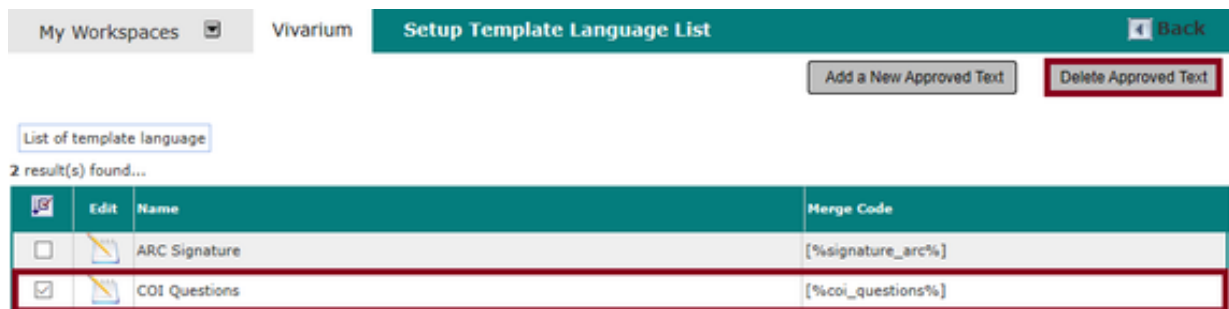 My Workspaces Vivarium Setup Template Language List Back
Add a New Approved Text Delete Approved Text
List of template language
2 result(s) found...
Edit Name Merge Code
ARC Signature [%signature_arc%]
COI Questions [%coi_questions%]